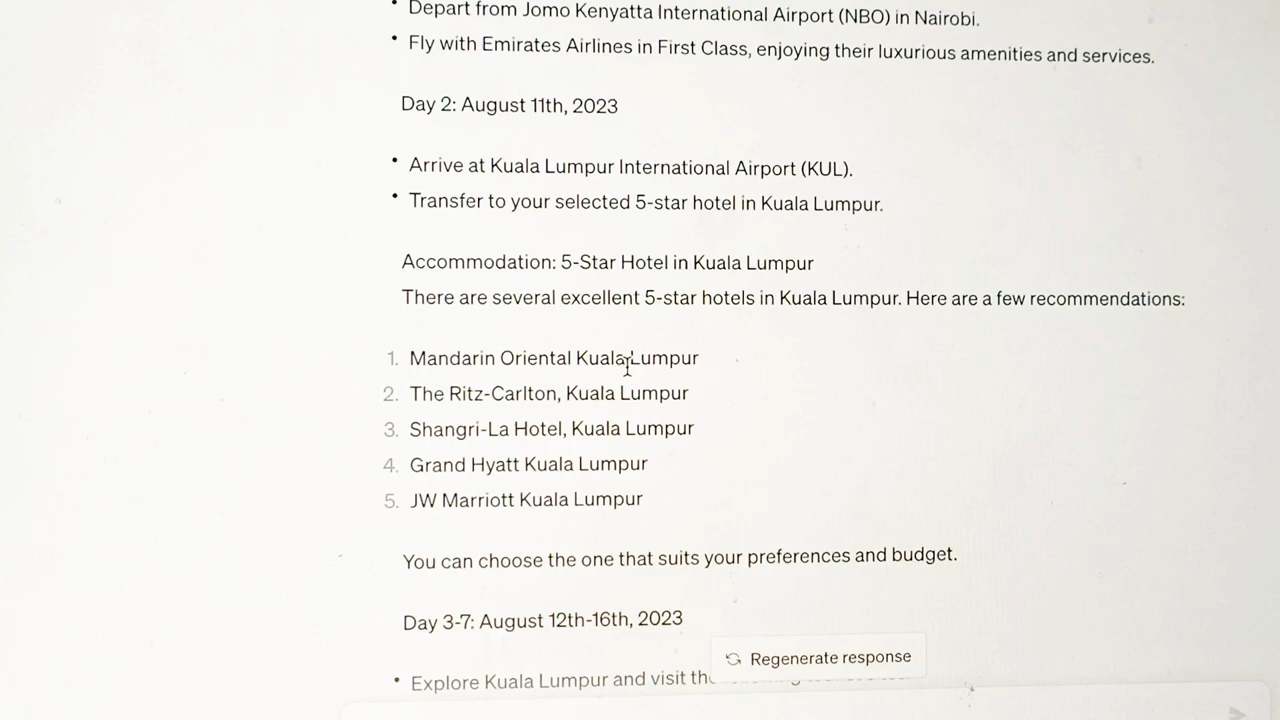 • Depart from Jomo Kenyatta International Airport (NBO) in Nairobi.
• Fly with Emirates Airlines in First Class, enjoying their luxurious amenities and services.
Day 2: August 11th, 2023
• Arrive at Kuala Lumpur International Airport (KUL).
• Transfer to your selected 5-star hotel in Kuala Lumpur.
Accommodation: 5-Star Hotel in Kuala Lumpur
There are several excellent 5-star hotels in Kuala Lumpur. Here are a few recommendations:
1. Mandarin Oriental Kuala Lumpur
2. The Ritz-Carlton, Kuala Lumpur
3. Shangri-La Hotel, Kuala Lumpur
4. Grand Hyatt Kuala Lumpur
5. JW Marriott Kuala Lumpur
You can choose the one that suits your preferences and budget.
Day 3-7: August 12th-16th, 2023
Regenerate response
• Explore Kuala Lumpur and visit